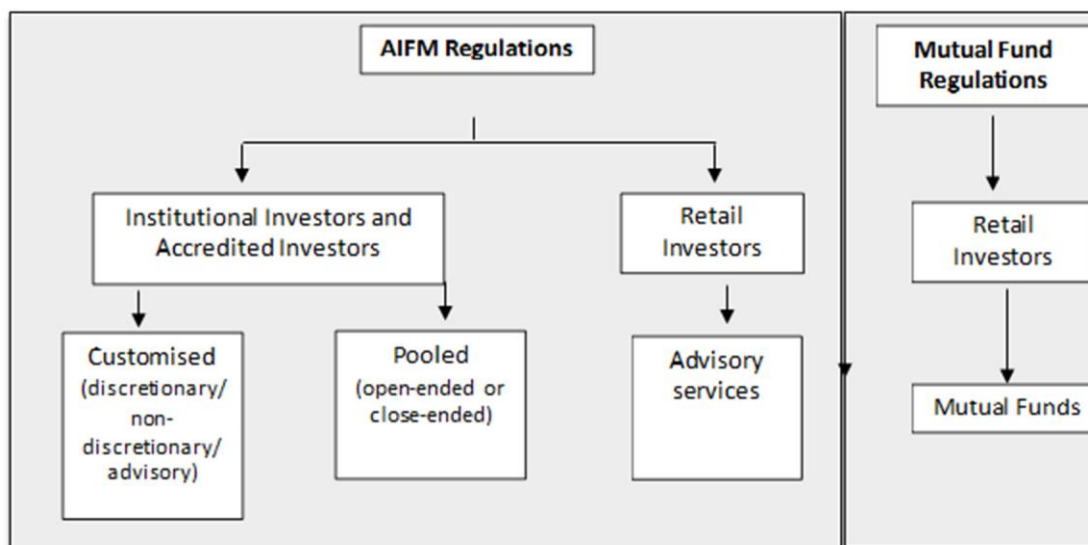 AIFM Regulations
Institutional Investors and
Accredited Investors
Retail
Investors
Customised
(discretionary/
non-
discretionary/
advisory)
Pooled
(open-ended or
close-ended)
Advisory
services
Mutual Fund
Regulations
Retail
Investors
Mutual Funds